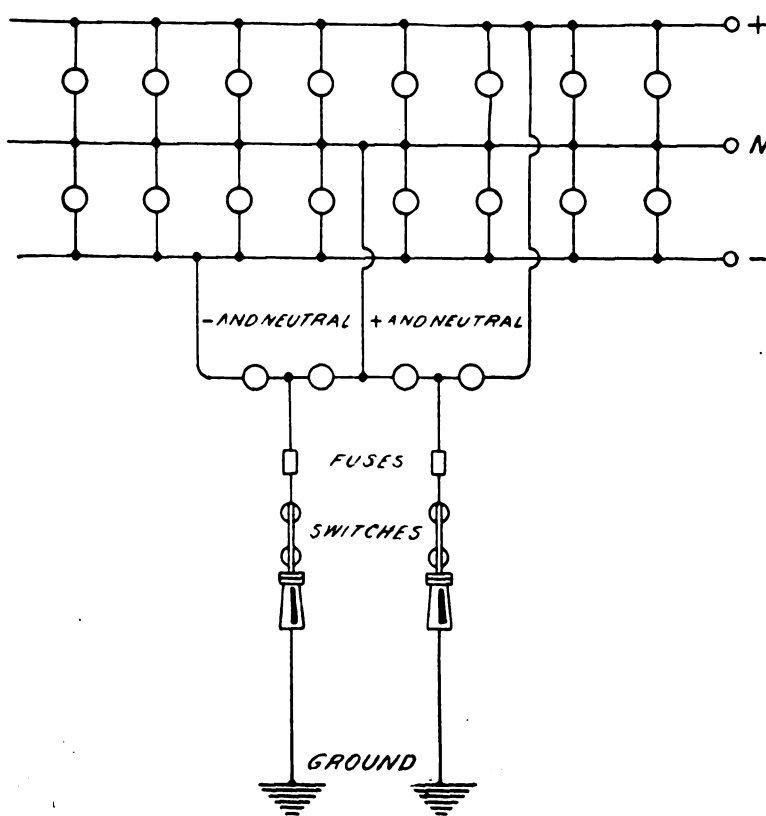 +
N
−
− AND NEUTRAL + AND NEUTRAL
FUSES
SWITCHES
GROUND